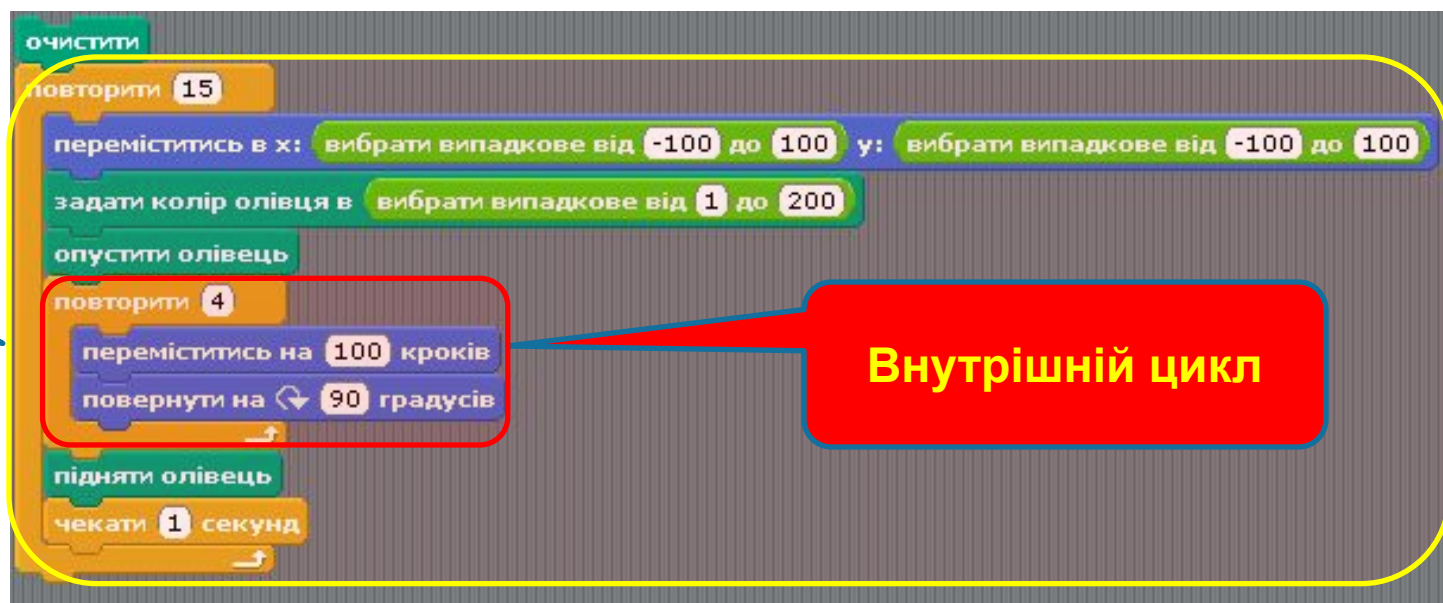 очистити
повторити 15
переміститись в x: вибрати випадкове від -100 до 100 y: вибрати випадкове від -100 до 100
задати колір олівця в вибрати випадкове від 1 до 200
опустити олівець
повторити 4
переміститись на 100 кроків
повернути на 90 градусів
Внутрішній цикл
підняти олівець
чекати 1 секунд